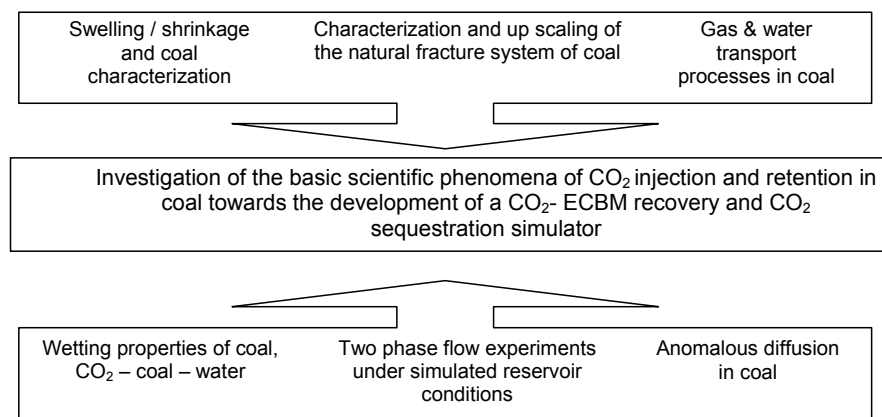 Swelling / shrinkage
and coal
characterization
Characterization and up scaling of
the natural fracture system of coal
Gas & water
transport
processes in coal
Investigation of the basic scientific phenomena of CO₂ injection and retention in
coal towards the development of a CO₂- ECBM recovery and CO₂
sequestration simulator
Wetting properties of coal,
CO₂ – coal – water
Two phase flow experiments
under simulated reservoir
conditions
Anomalous diffusion
in coal